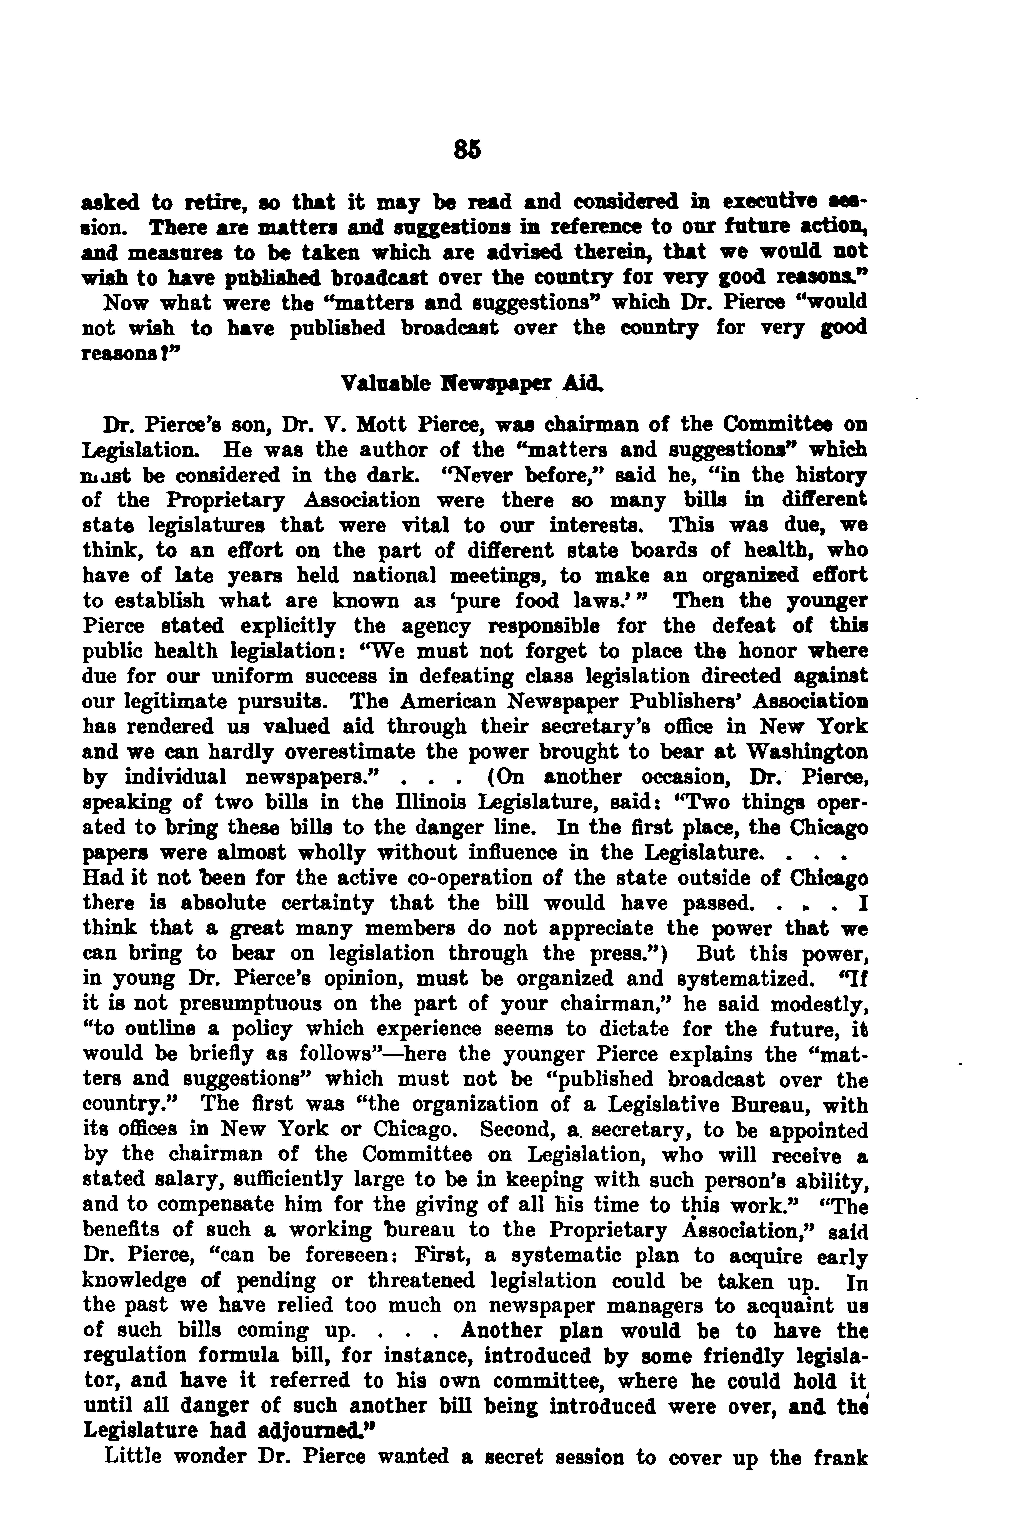 85
asked to retire, so that it may be read and considered in executive ses-
sion. There are matters and suggestions in reference to our future action,
and measures to be taken which are advised therein, that we would not
wish to have published broadcast over the country for very good reasons."
Now what were the "matters and suggestions" which Dr. Pierce "would
not wish to have published broadcast over the country for very good
reasons?"
Valuable Newspaper Aid.
Dr. Pierce's son, Dr. V. Mott Pierce, was chairman of the Committee on
Legislation. He was the author of the "matters and suggestions" which
must be considered in the dark. "Never before," said he, "in the history
of the Proprietary Association were there so many bills in different
state legislatures that were vital to our interests. This was due, we
think, to an effort on the part of different state boards of health, who
have of late years held national meetings, to make an organized effort
to establish what are known as 'pure food laws.'" Then the younger
Pierce stated explicitly the agency responsible for the defeat of this
public health legislation: "We must not forget to place the honor where
due for our uniform success in defeating class legislation directed against
our legitimate pursuits. The American Newspaper Publishers' Association
has rendered us valued aid through their secretary's office in New York
and we can hardly overestimate the power brought to bear at Washington
by individual newspapers." . . . (On another occasion, Dr. Pierce,
speaking of two bills in the Illinois Legislature, said: "Two things oper-
ated to bring these bills to the danger line. In the first place, the Chicago
papers were almost wholly without influence in the Legislature. . . .
Had it not been for the active co-operation of the state outside of Chicago
there is absolute certainty that the bill would have passed. . . . I
think that a great many members do not appreciate the power that we
can bring to bear on legislation through the press.") But this power,
in young Dr. Pierce's opinion, must be organized and systematized. "If
it is not presumptuous on the part of your chairman," he said modestly,
"to outline a policy which experience seems to dictate for the future, it
would be briefly as follows"—here the younger Pierce explains the "mat-
ters and suggestions" which must not be "published broadcast over the
country." The first was "the organization of a Legislative Bureau, with
its offices in New York or Chicago. Second, a secretary, to be appointed
by the chairman of the Committee on Legislation, who will receive a
stated salary, sufficiently large to be in keeping with such person's ability,
and to compensate him for the giving of all his time to this work." "The
benefits of such a working bureau to the Proprietary Association," said
Dr. Pierce, "can be foreseen: First, a systematic plan to acquire early
knowledge of pending or threatened legislation could be taken up. In
the past we have relied too much on newspaper managers to acquaint us
of such bills coming up. . . . Another plan would be to have the
regulation formula bill, for instance, introduced by some friendly legisla-
tor, and have it referred to his own committee, where he could hold it
until all danger of such another bill being introduced were over, and the
Legislature had adjourned."
Little wonder Dr. Pierce wanted a secret session to cover up the frank